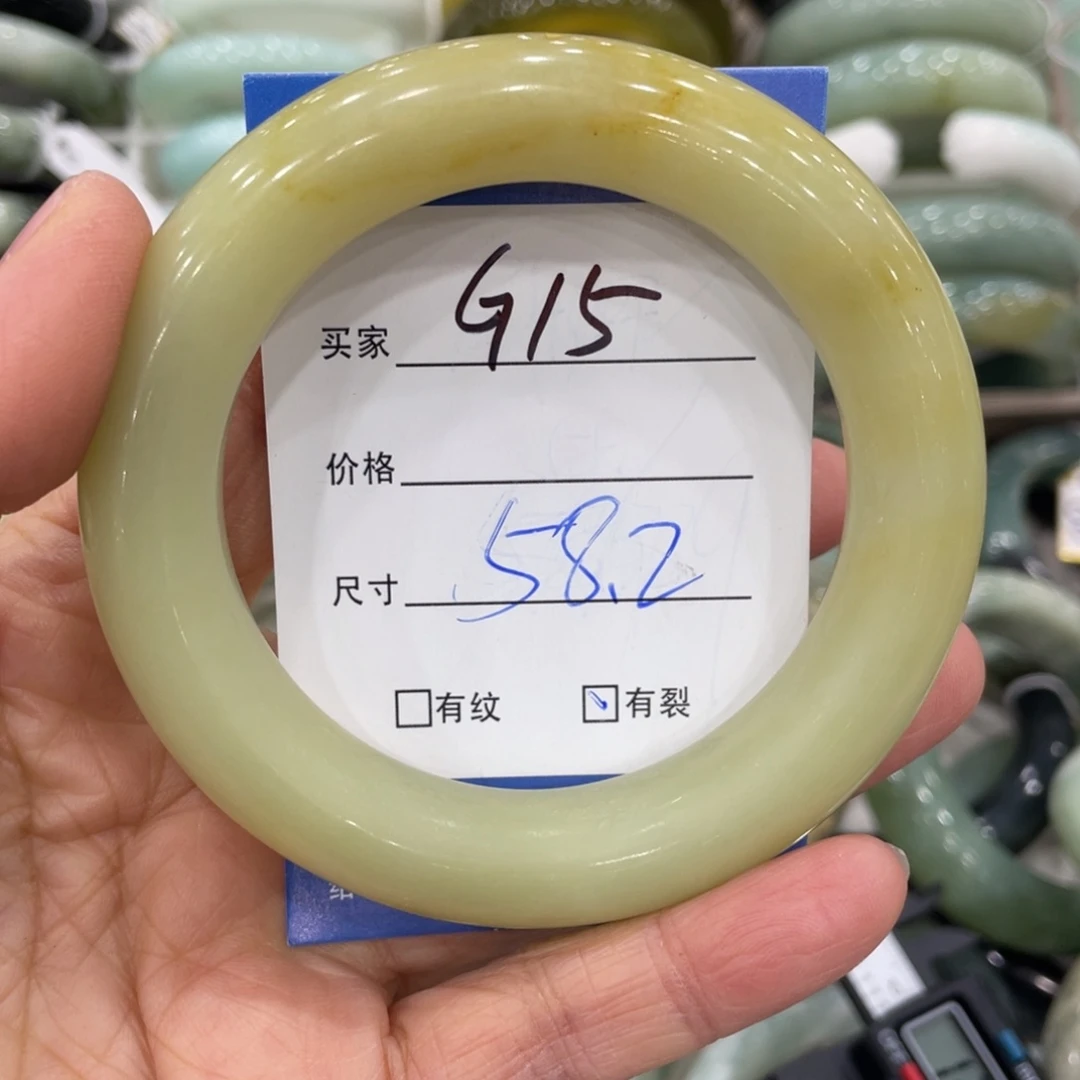 买家 G15
价格
尺寸 58.2
有纹 有裂